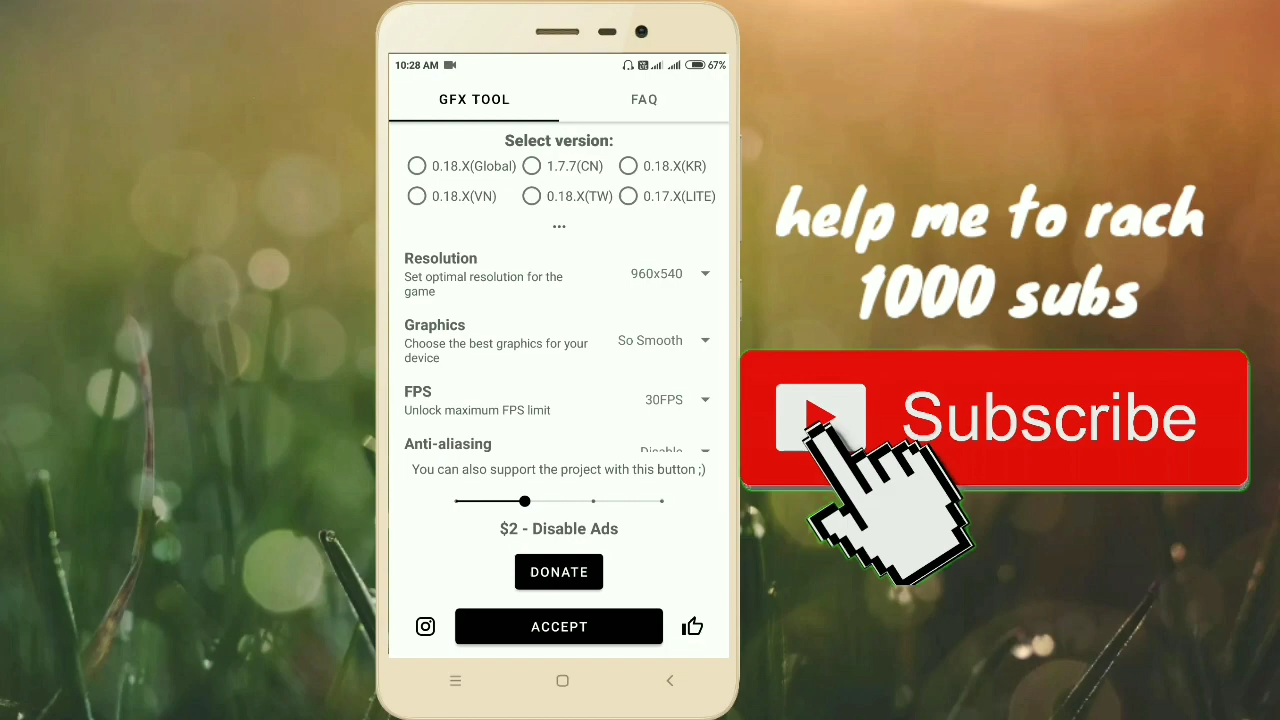 10:28 AM 67%
GFX TOOL FAQ
Select version:
0.18.X(Global) 1.7.7(CN) 0.18.X(KR)
0.18.X(VN) 0.18.X(TW) 0.17.X(LITE)
...
Resolution
Set optimal resolution for the
game
960x540
Graphics
Choose the best graphics for your
device
So Smooth
FPS
Unlock maximum FPS limit
30FPS
Anti-aliasing
Disable
You can also support the project with this button ;)
$2 - Disable Ads
DONATE
ACCEPT
help me to rach
1000 subs
Subscribe